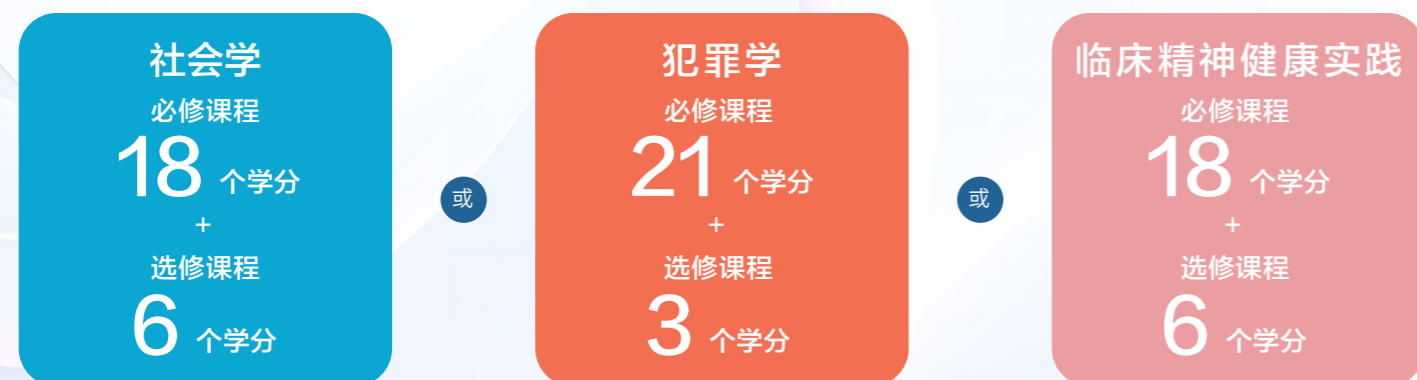 社会学
必修课程
18 个学分
+
选修课程
6 个学分
或
犯罪学
必修课程
21 个学分
+
选修课程
3 个学分
或
临床精神健康实践
必修课程
18 个学分
+
选修课程
6 个学分